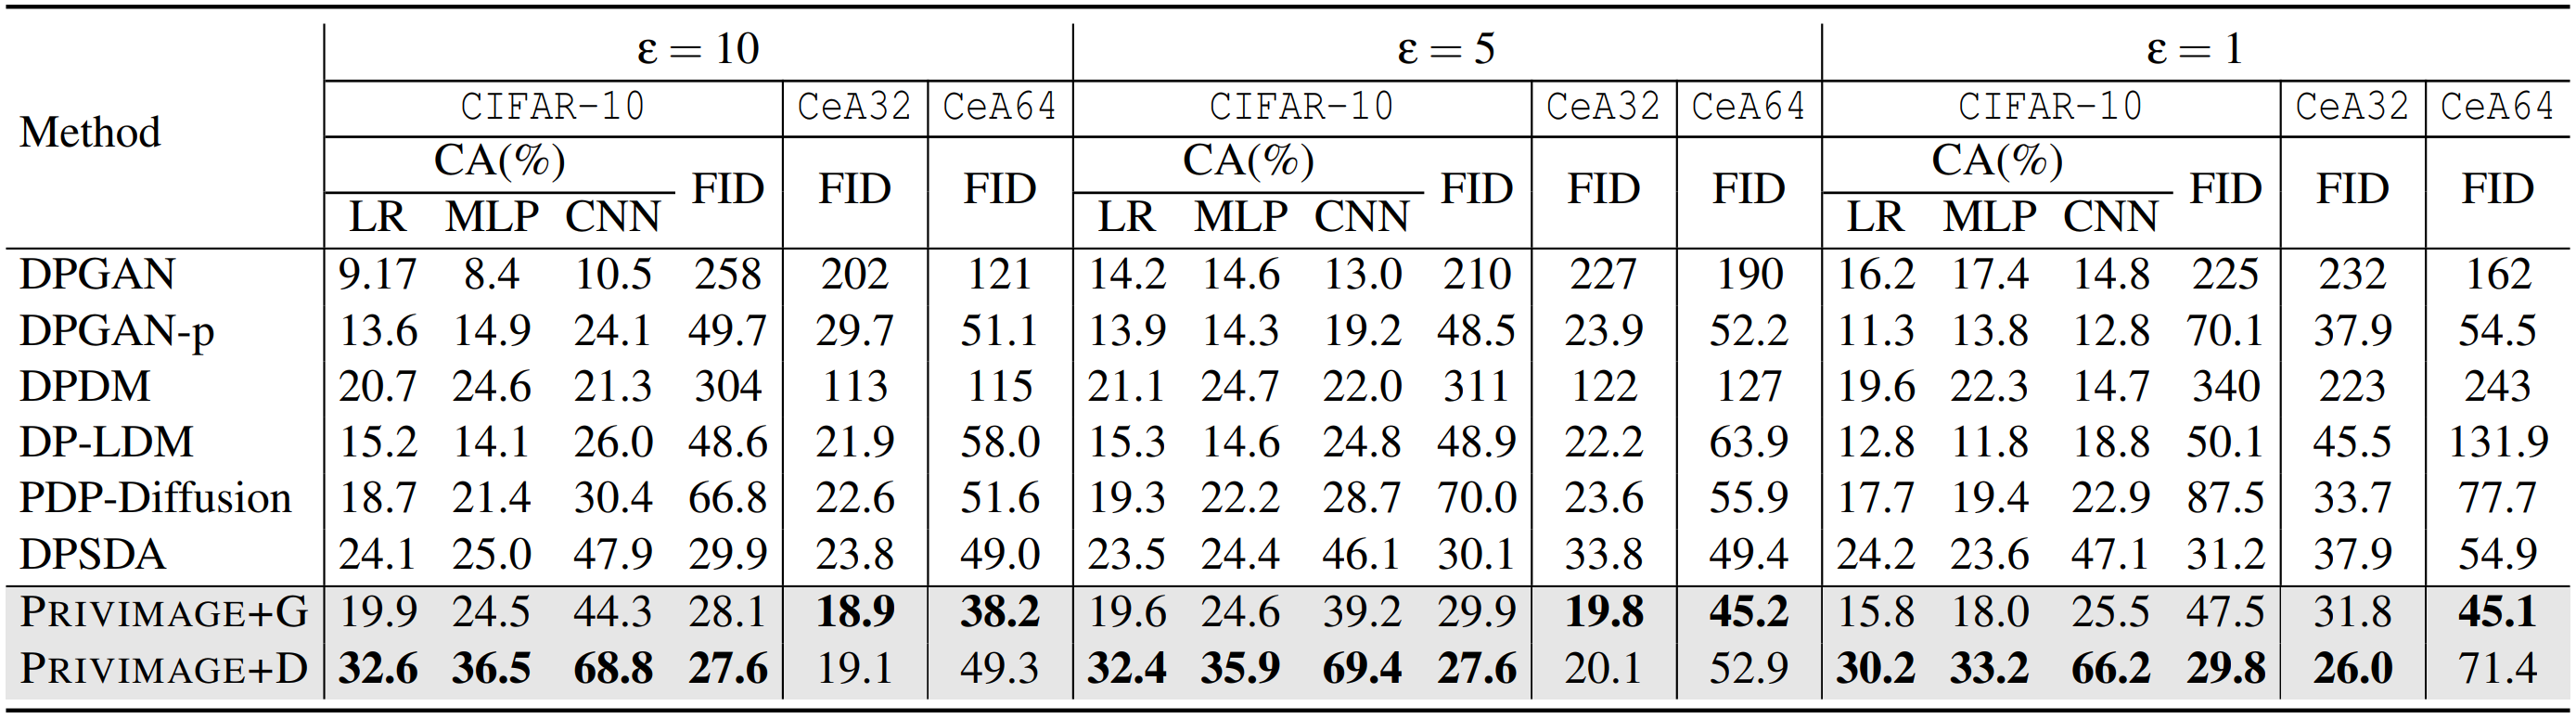 Method ε = 10 ε = 5 ε = 1
CIFAR-10 CeA32 CeA64 CIFAR-10 CeA32 CeA64 CIFAR-10 CeA32 CeA64
CA(%) FID FID FID CA(%) FID FID FID CA(%) FID FID FID
LR MLP CNN LR MLP CNN LR MLP CNN
DPGAN 9.17 8.4 10.5 258 202 121 14.2 14.6 13.0 210 227 190 16.2 17.4 14.8 225 232 162
DPGAN-p 13.6 14.9 24.1 49.7 29.7 51.1 13.9 14.3 19.2 48.5 23.9 52.2 11.3 13.8 12.8 70.1 37.9 54.5
DPDM 20.7 24.6 21.3 304 113 115 21.1 24.7 22.0 311 122 127 19.6 22.3 14.7 340 223 243
DP-LDM 15.2 14.1 26.0 48.6 21.9 58.0 15.3 14.6 24.8 48.9 22.2 63.9 12.8 11.8 18.8 50.1 45.5 131.9
PDP-Diffusion 18.7 21.4 30.4 66.8 22.6 51.6 19.3 22.2 28.7 70.0 23.6 55.9 17.7 19.4 22.9 87.5 33.7 77.7
DPSDA 24.1 25.0 47.9 29.9 23.8 49.0 23.5 24.4 46.1 30.1 33.8 49.4 24.2 23.6 47.1 31.2 37.9 54.9
PRIVIMAGE+G 19.9 24.5 44.3 28.1 18.9 38.2 19.6 24.6 39.2 29.9 19.8 45.2 15.8 18.0 25.5 47.5 31.8 45.1
PRIVIMAGE+D 32.6 36.5 68.8 27.6 19.1 49.3 32.4 35.9 69.4 27.6 20.1 52.9 30.2 33.2 66.2 29.8 26.0 71.4